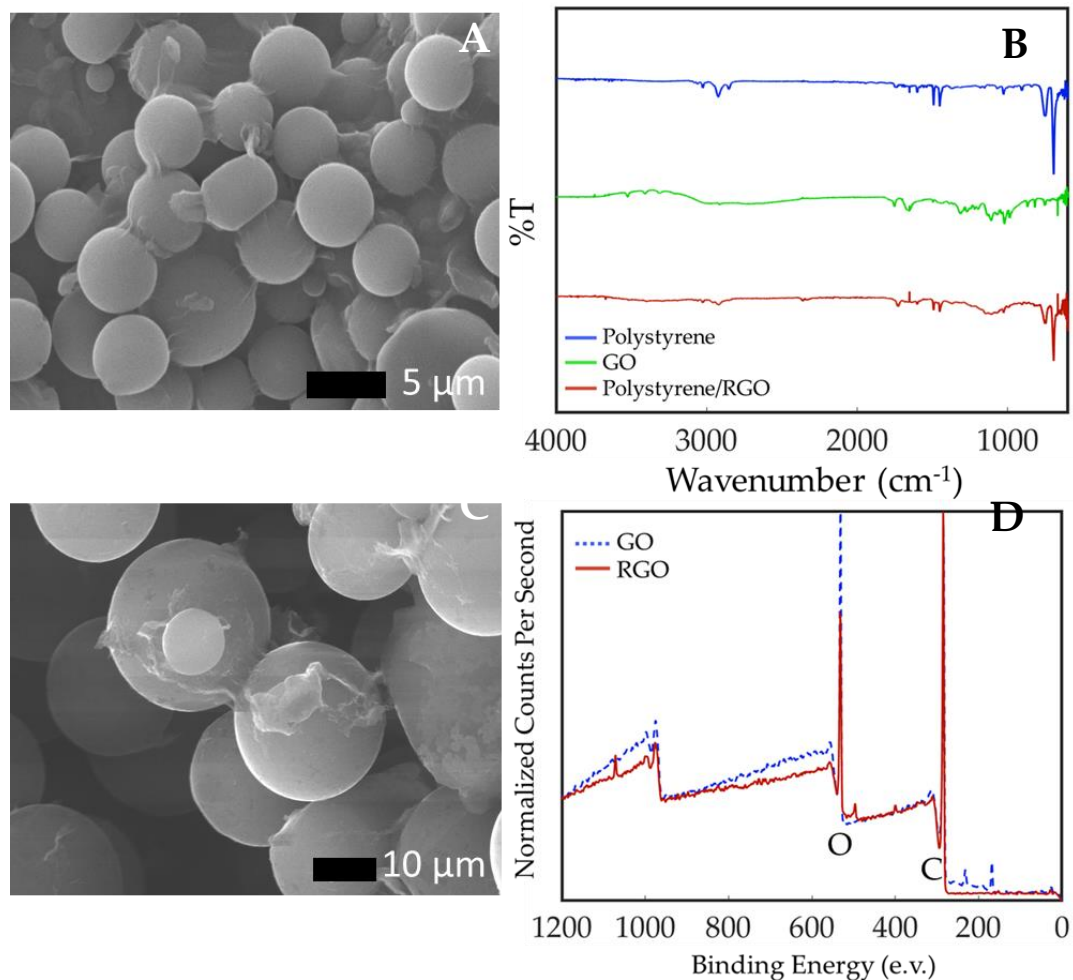 A
5 μm
B
%T
Polystyrene
GO
Polystyrene/RGO
4000 3000 2000 1000
Wavenumber (cm-1)
C
10 μm
D
Normalized Counts Per Second
GO
RGO
O
C
1200 1000 800 600 400 200 0
Binding Energy (e.v.)